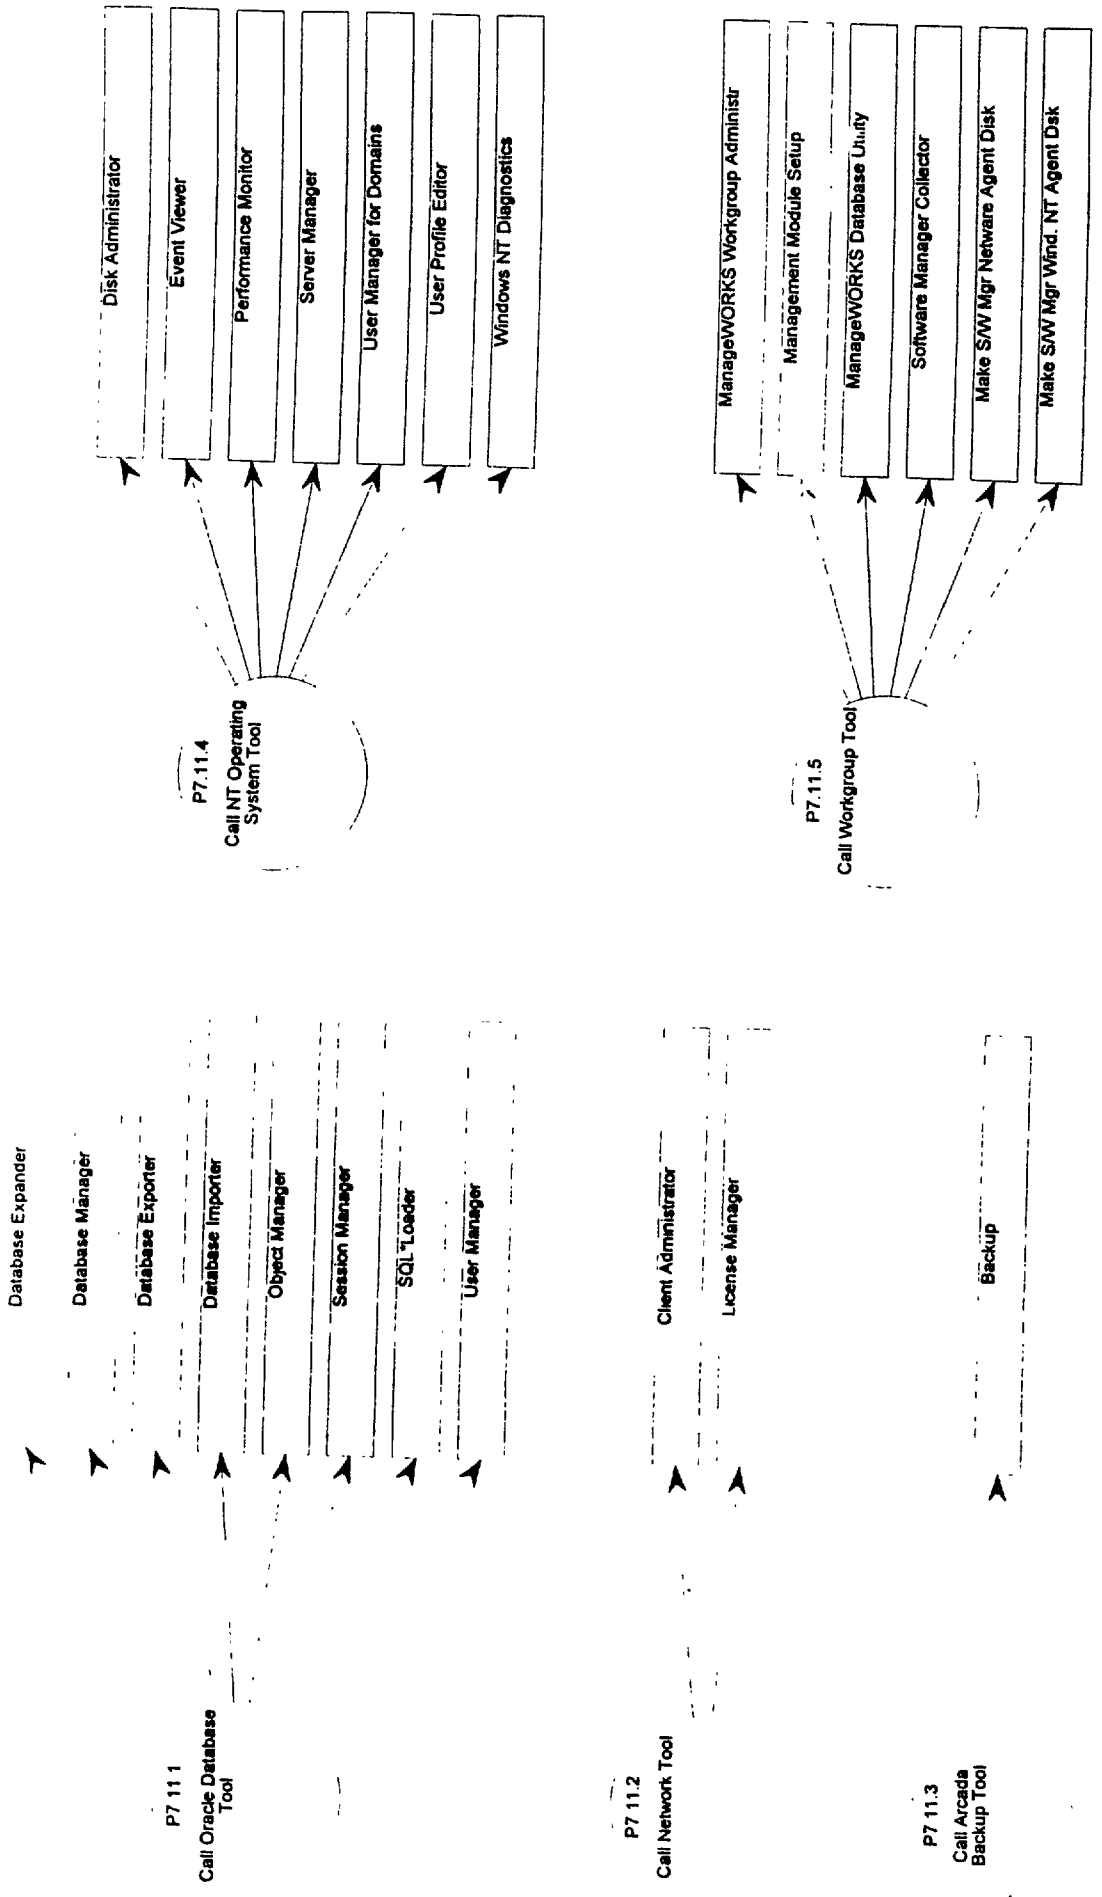 P7 11 1
Call Oracle Database
Tool
Database Expander
Database Manager
Database Exporter
Database Importer
Object Manager
Session Manager
SQL*Loader
User Manager
P7 11.2
Call Network Tool
Client Administrator
License Manager
P7 11.3
Call Arcada
Backup Tool
Backup
P7.11.4
Call NT Operating
System Tool
Disk Administrator
Event Viewer
Performance Monitor
Server Manager
User Manager for Domains
User Profile Editor
Windows NT Diagnostics
P7.11.5
Call Workgroup Tool
ManageWORKS Workgroup Administr
Management Module Setup
ManageWORKS Database Utility
Software Manager Collector
Make S/W Mgr Netware Agent Disk
Make S/W Mgr Wind. NT Agent Dsk